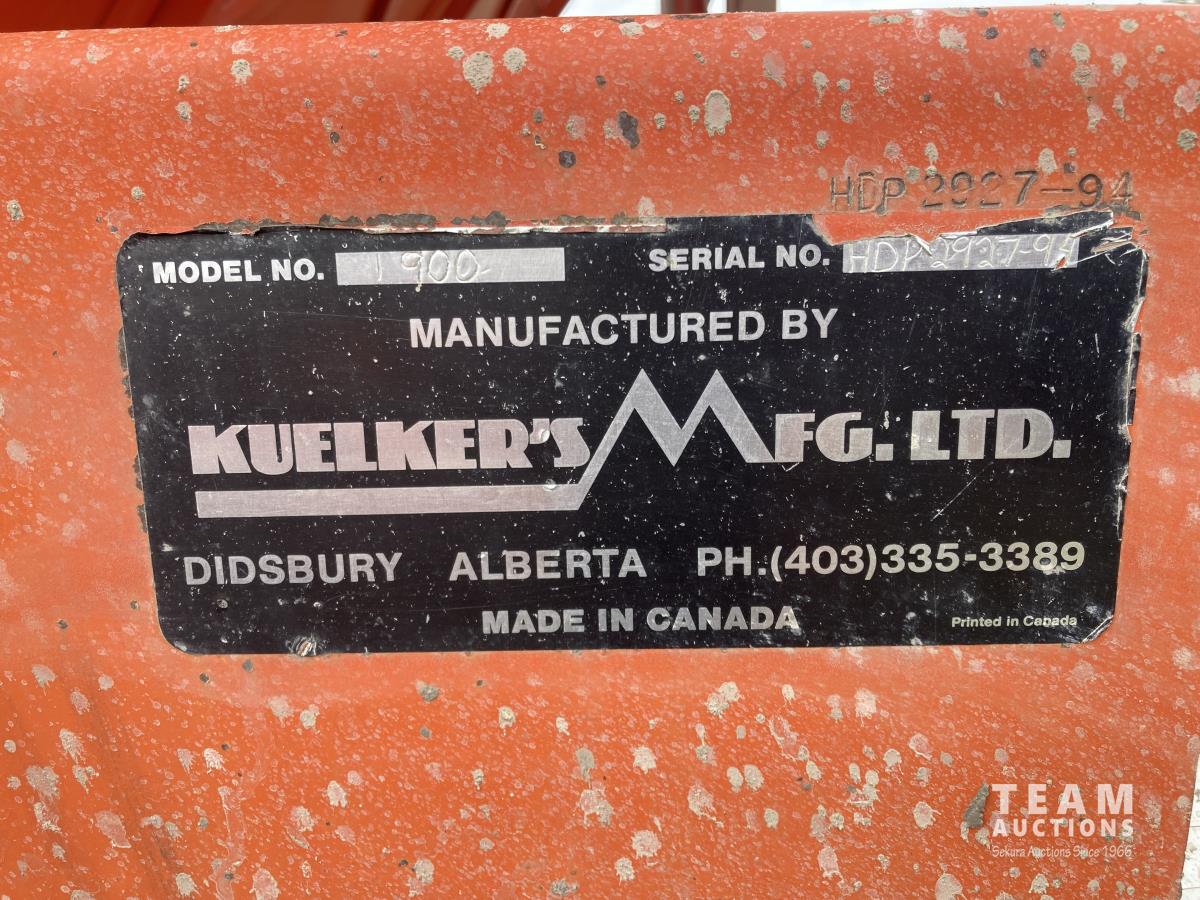 HDP 2927-94
MODEL NO. 1900 SERIAL NO. HDP 2927-94
MANUFACTURED BY
KUELKER'S MFG. LTD.
DIDSBURY ALBERTA PH.(403)335-3389
MADE IN CANADA
Printed in Canada
TEAM
AUCTIONS
Sekura Auctions Since 1966